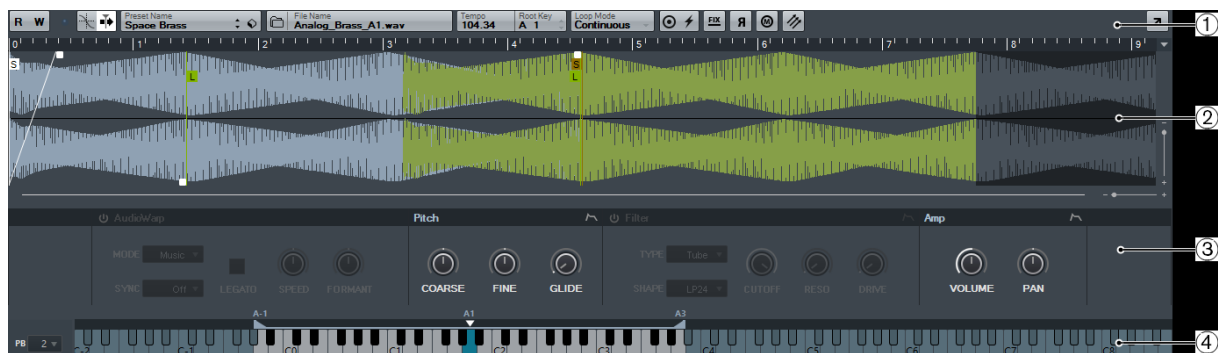 R W Preset Name Space Brass File Name Analog_Brass_A1.wav Tempo 104.34 Root Key A 1 Loop Mode Continuous FIX R M 1
0 1 2 3 4 5 6 7 8 9
S L S L 2
AudioWarp Pitch Filter Amp
MODE Music TYPE Tube 3
SYNC Off LEGATO SPEED FORMANT COARSE FINE GLIDE SHAPE LP24 CUTOFF RESO DRIVE VOLUME PAN
A-1 A1 A3
PB 2 C-2 C-1 C0 C1 C2 C3 C4 C5 C6 C7 C8 4